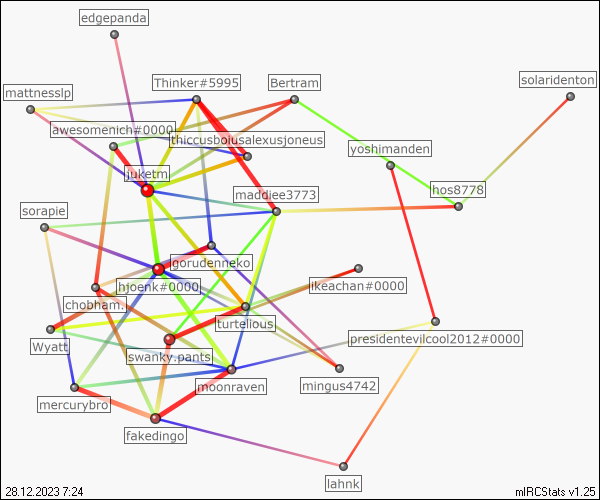 edgepanda
solaridenton
Thinker#5995
Bertram
mattnesslp
awesomenich#0000
thiccusboiusalexusjoneus
yoshimanden
juketm
hos8778
maddiee3773
sorapie
gorudenneko
hjoenk#0000
ikeachan#0000
chobham.
turtelious
Wyatt
presidentevilcool2012#0000
swanky.pants
mingus4742
moonraven
mercurybro
fakedingo
lahnk
28.12.2023 7:24
mIRCStats v1.25